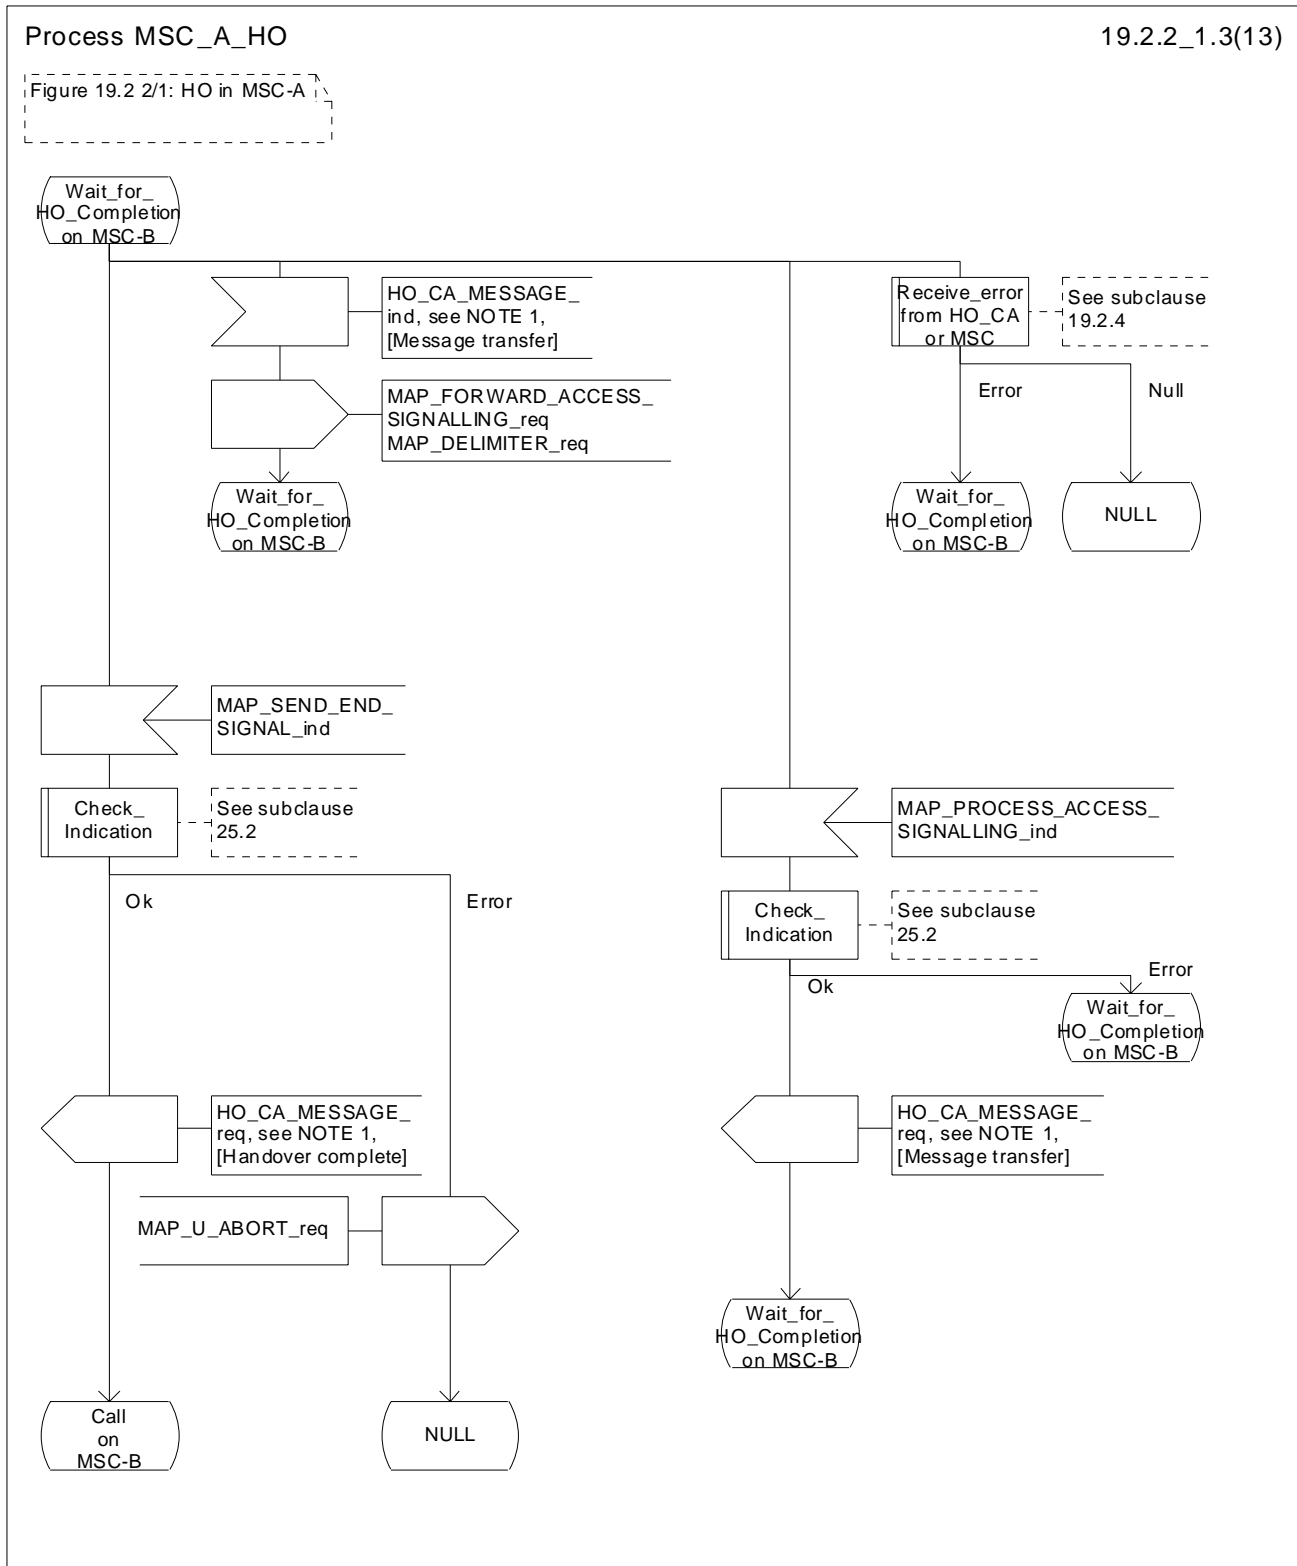 Process MSC_A_HO
19.2.2_1.3(13)
Figure 19.2 2/1: HO in MSC-A
Wait_for_
HO_Completion
on MSC-B
HO_CA_MESSAGE_
ind, see NOTE 1,
[Message transfer]
Receive_error
from HO_CA
or MSC
See subclause
19.2.4
MAP_FORWARD_ACCESS_
SIGNALLING_req
MAP_DELIMITER_req
Error
Null
Wait_for_
HO_Completion
on MSC-B
Wait_for_
HO_Completion
on MSC-B
NULL
MAP_SEND_END_
SIGNAL_ind
Check_
Indication
See subclause
25.2
MAP_PROCESS_ACCESS_
SIGNALLING_ind
Ok
Error
Check_
Indication
See subclause
25.2
Ok
Error
Wait_for_
HO_Completion
on MSC-B
HO_CA_MESSAGE_
req, see NOTE 1,
[Handover complete]
HO_CA_MESSAGE_
req, see NOTE 1,
[Message transfer]
MAP_U_ABORT_req
Wait_for_
HO_Completion
on MSC-B
Call
on
MSC-B
NULL